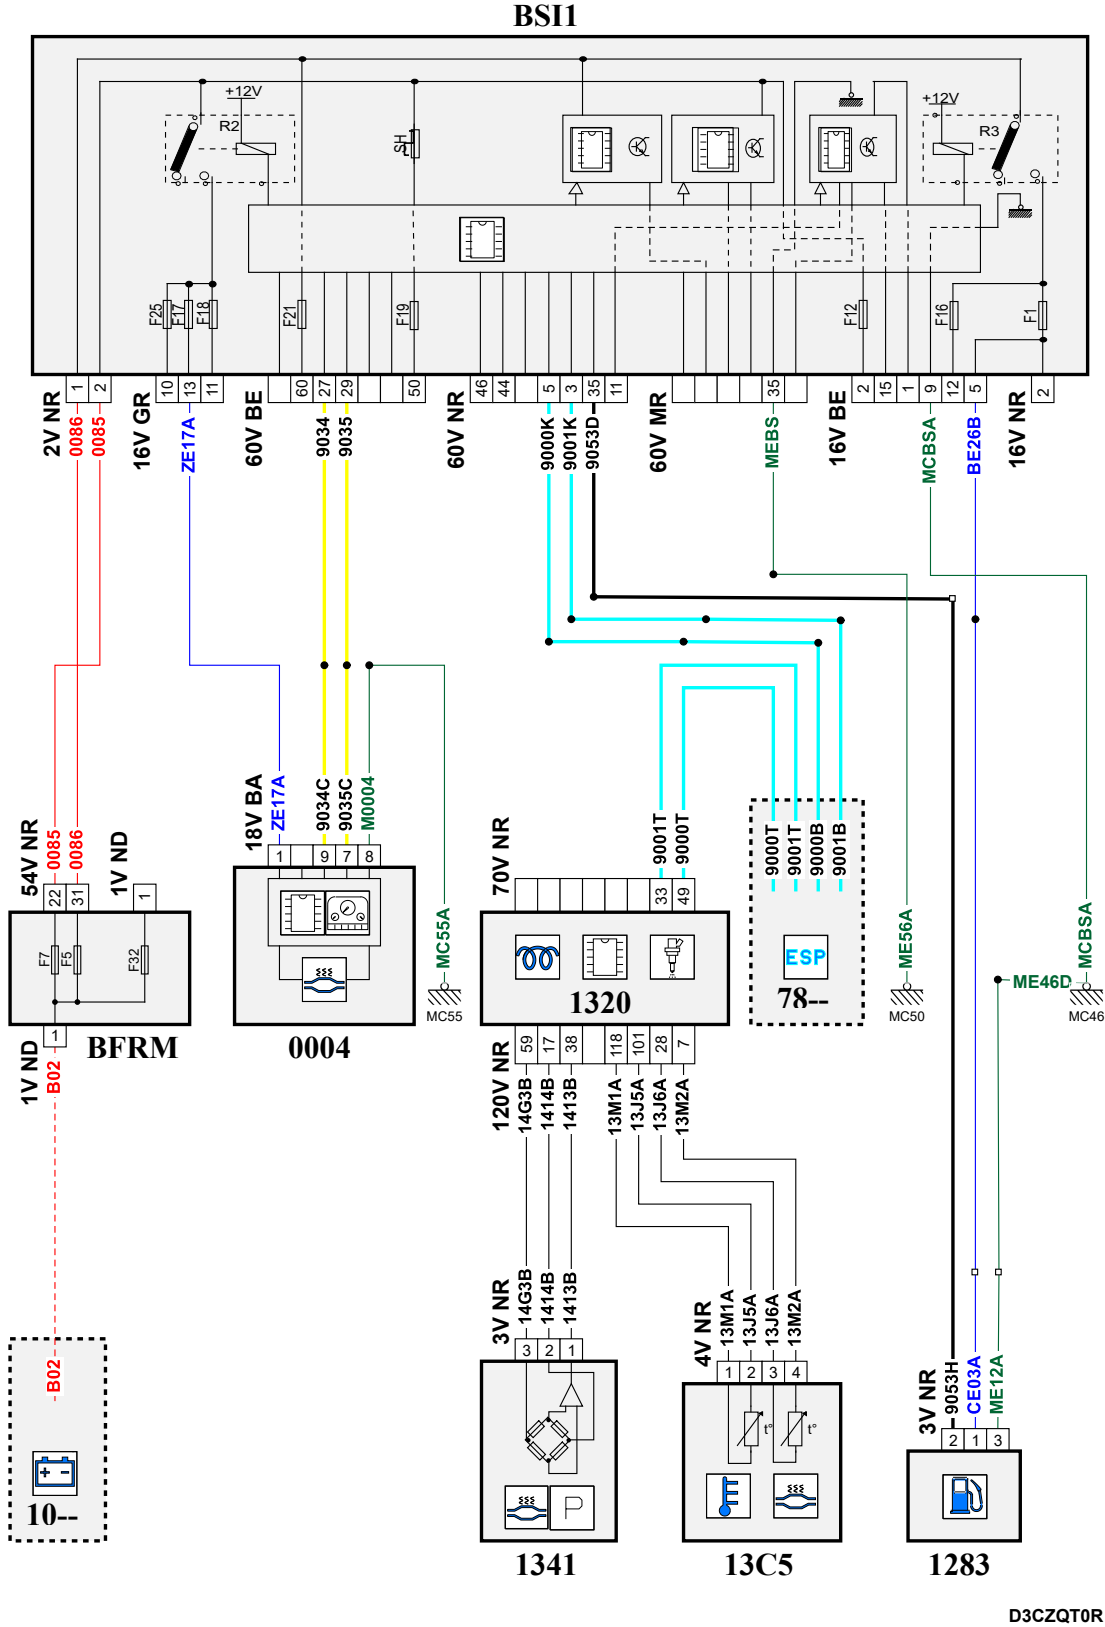 BSI1
+12V
R2
SH
+12V
R3
F25
F17
F18
F21
F19
F12
F16
F1
2V NR
1
2
16V GR
10
13
11
60V BE
60
27
29
50
60V NR
46
44
5
3
35
11
60V MR
35
16V BE
2
15
1
9
12
5
16V NR
2
0086
0085
ZE17A
9034
9035
9000K
9001K
9053D
MEBS
MCBSA
BE26B
54V NR
0085
0086
1V ND
18V BA
ZE17A
9034C
9035C
M0004
70V NR
9001T
9000T
9000T
9001T
9000B
9001B
22
31
1
1
9
7
8
33
49
F7
F5
F32
MC55A
ME56A
MCBSA
ME46D
ESP
1320
78--
MC55
MC50
MC46
1V ND
1
BFRM
0004
B02
120V NR
59
17
38
118
101
28
7
14G3B
1414B
1413B
13M1A
13J5A
13J6A
13M2A
3V NR
14G3B
1414B
1413B
4V NR
13M1A
13J5A
13J6A
13M2A
3V NR
9053H
CE03A
ME12A
3
2
1
1
2
3
4
2
1
3
B02
t°
t°
+ -
P
10--
1341
13C5
1283
D3CZQT0R